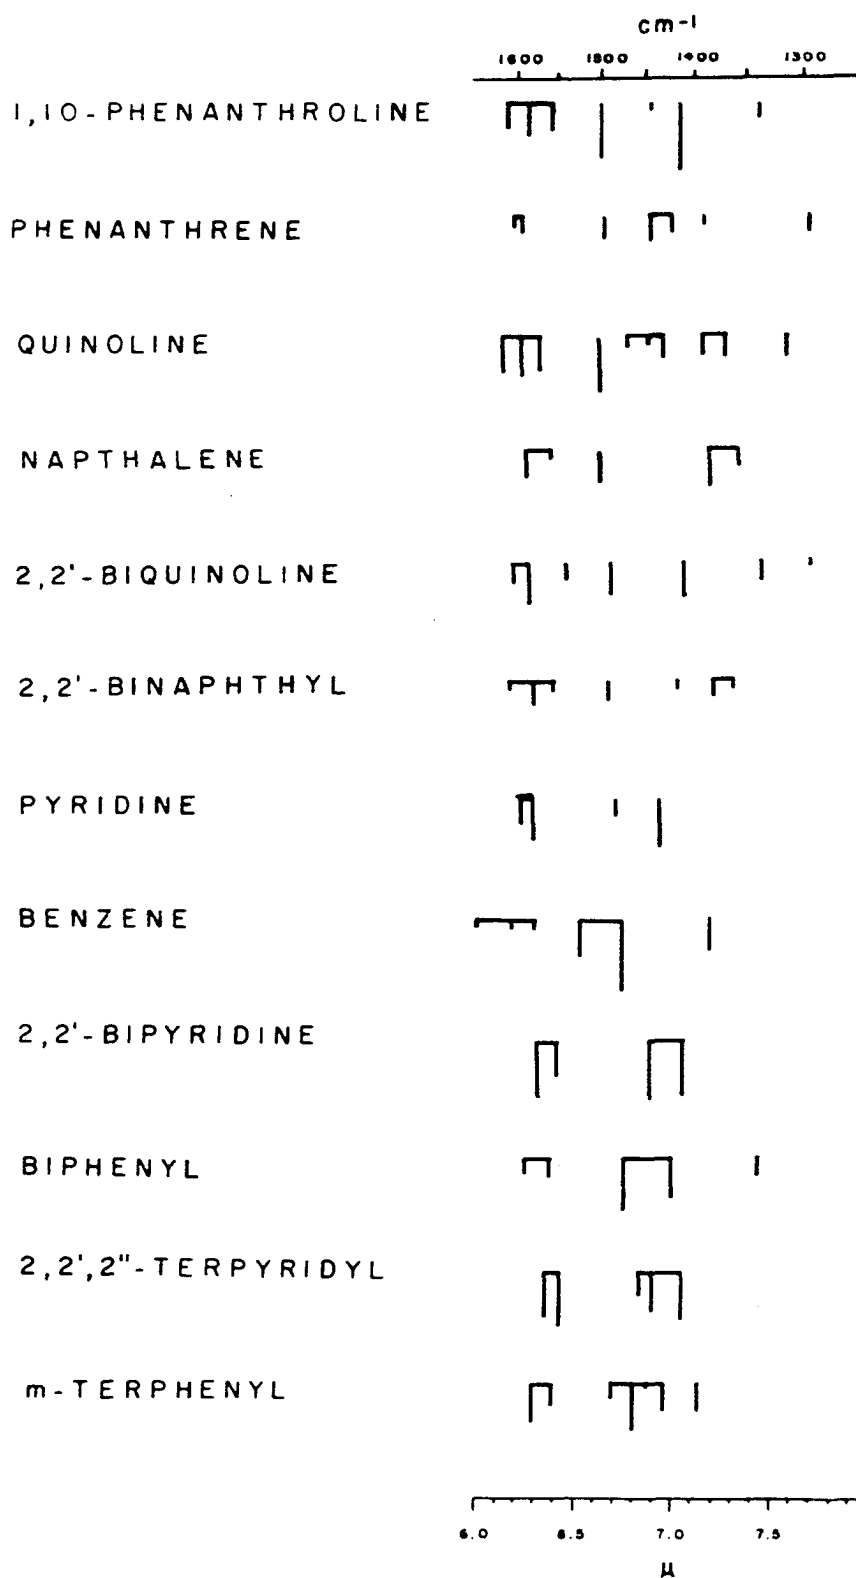 cm-1
1600 1500 1400 1300
1,10-PHENANTHROLINE
PHENANTHRENE
QUINOLINE
NAPTHALENE
2,2'-BIQUINOLINE
2,2'-BINAPHTHYL
PYRIDINE
BENZENE
2,2'-BIPYRIDINE
BIPHENYL
2,2',2"-TERPYRIDYL
m-TERPHENYL
6.0 6.5 7.0 7.5
μ